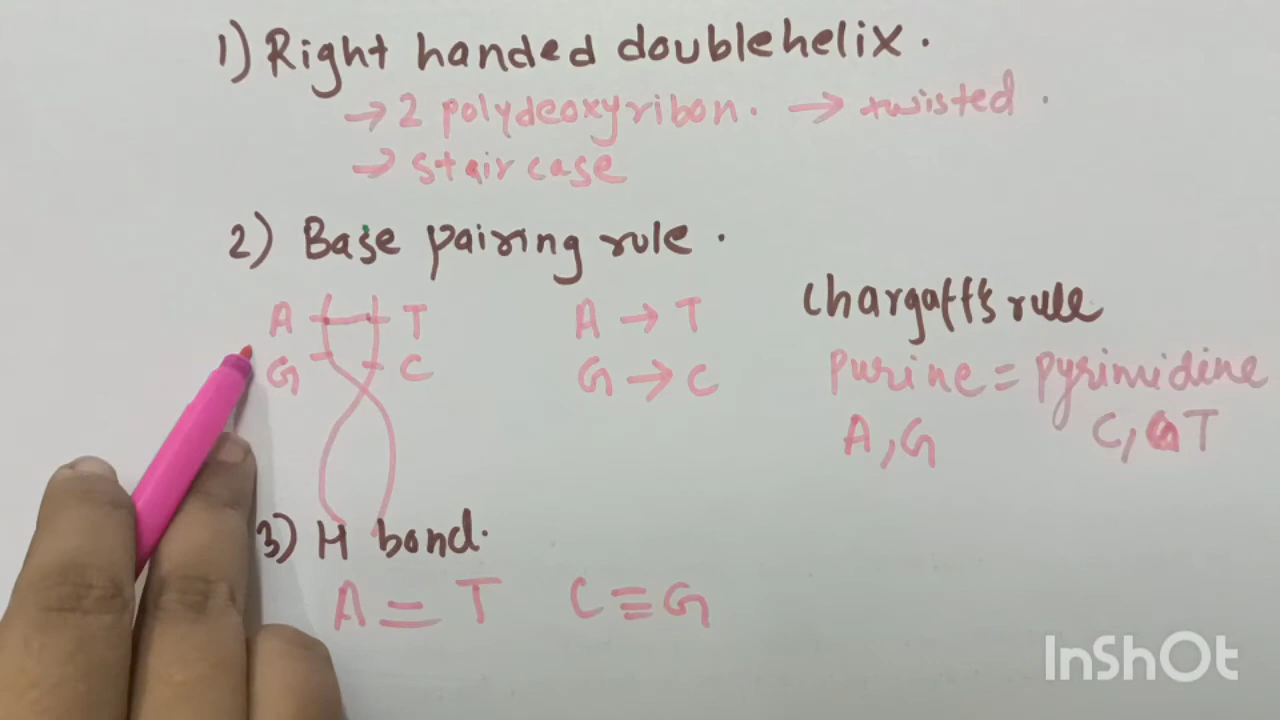 1) Right handed doublehelix.
→ 2 polydeoxyribon. → twisted.
→ staircase
2) Base pairing rule.
A T A → T
G C G → C
Chargaff's rule
purine = pyrimidine
A, G C, T
3) H bond.
A = T C ≡ G
InShOt